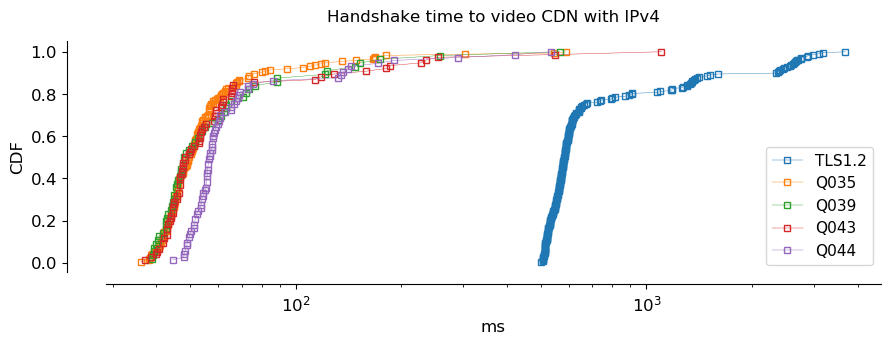 Handshake time to video CDN with IPv4
1.0
0.8
0.6
0.4
0.2
0.0
CDF
TLS1.2
Q035
Q039
Q043
Q044
10²
10³
ms